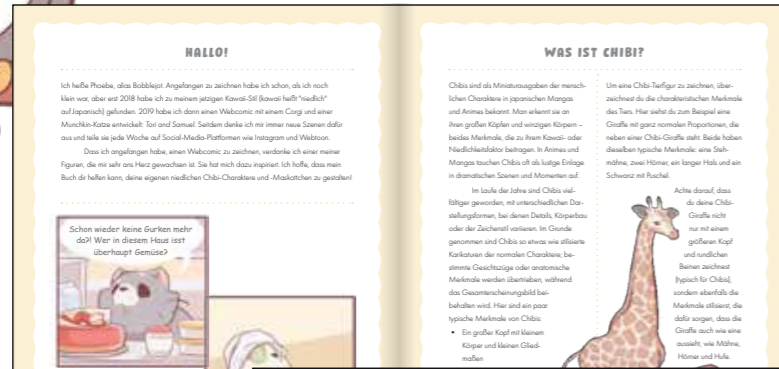 HALLO!
Ich heiße Phoebe, alias Bobblejot. Angefangen zu zeichnen habe ich schon, als ich noch
klein war, aber erst 2018 habe ich zu meinem jetzigen Kawaii-Stil (kawaii heißt "niedlich"
auf Japanisch) gefunden. 2019 habe ich dann einen Webcomic mit einem Corgi und einer
Munchkin-Katze entwickelt: Tori and Samuel. Seitdem denke ich mir immer neue Szenen dafür
aus und teile sie jede Woche auf Social-Media-Plattformen wie Instagram und Webtoon.
Dass ich angefangen habe, einen Webcomic zu zeichnen, verdanke ich einer meiner
Figuren, die mir sehr ans Herz gewachsen ist. Sie hat mich dazu inspiriert. Ich hoffe, dass mein
Buch dir helfen kann, deine eigenen niedlichen Chibi-Charaktere und -Maskottchen zu gestalten!
Schon wieder keine Gurken mehr
da?! Wer in diesem Haus isst
überhaupt Gemüse?
WAS IST CHIBI?
Chibis sind als Miniaturausgaben der mensch-
lichen Charaktere in japanischen Mangas
und Animes bekannt. Man erkennt sie an
ihren großen Köpfen und winzigen Körpern –
beides Merkmale, die zu ihrem Kawaii- oder
Niedlichkeitsfaktor beitragen. In Animes und
Mangas tauchen Chibis oft als lustige Einlage
in dramatischen Szenen und Momenten auf.
Im Laufe der Jahre sind Chibis viel-
fältiger geworden, mit unterschiedlichen Dar-
stellungsformen, bei denen Details, Körperbau
oder der Zeichenstil variieren. Im Grunde
genommen sind Chibis so etwas wie stilisierte
Karikaturen der normalen Charaktere; be-
stimmte Gesichtszüge oder anatomische
Merkmale werden übertrieben, während
das Gesamterscheinungsbild bei-
behalten wird. Hier sind ein paar
typische Merkmale von Chibis:
• Ein großer Kopf mit kleinem
Körper und kleinen Glied-
maßen
Um eine Chibi-Tierfigur zu zeichnen, über-
zeichnest du die charakteristischen Merkmale
des Tiers. Hier siehst du zum Beispiel eine
Giraffe mit ganz normalen Proportionen, die
neben einer Chibi-Giraffe steht. Beide haben
dieselben typische Merkmale: eine Steh-
mähne, zwei Hörner, ein langer Hals und ein
Schwanz mit Puschel.
Achte darauf, dass
du deine Chibi-
Giraffe nicht
nur mit einem
größeren Kopf
und rundlichen
Beinen zeichnest
(typisch für Chibis),
sondern ebenfalls die
Merkmale stilisierst, die
dafür sorgen, dass die
Giraffe auch wie eine
aussieht, wie Mähne,
Hörner und Hufe.